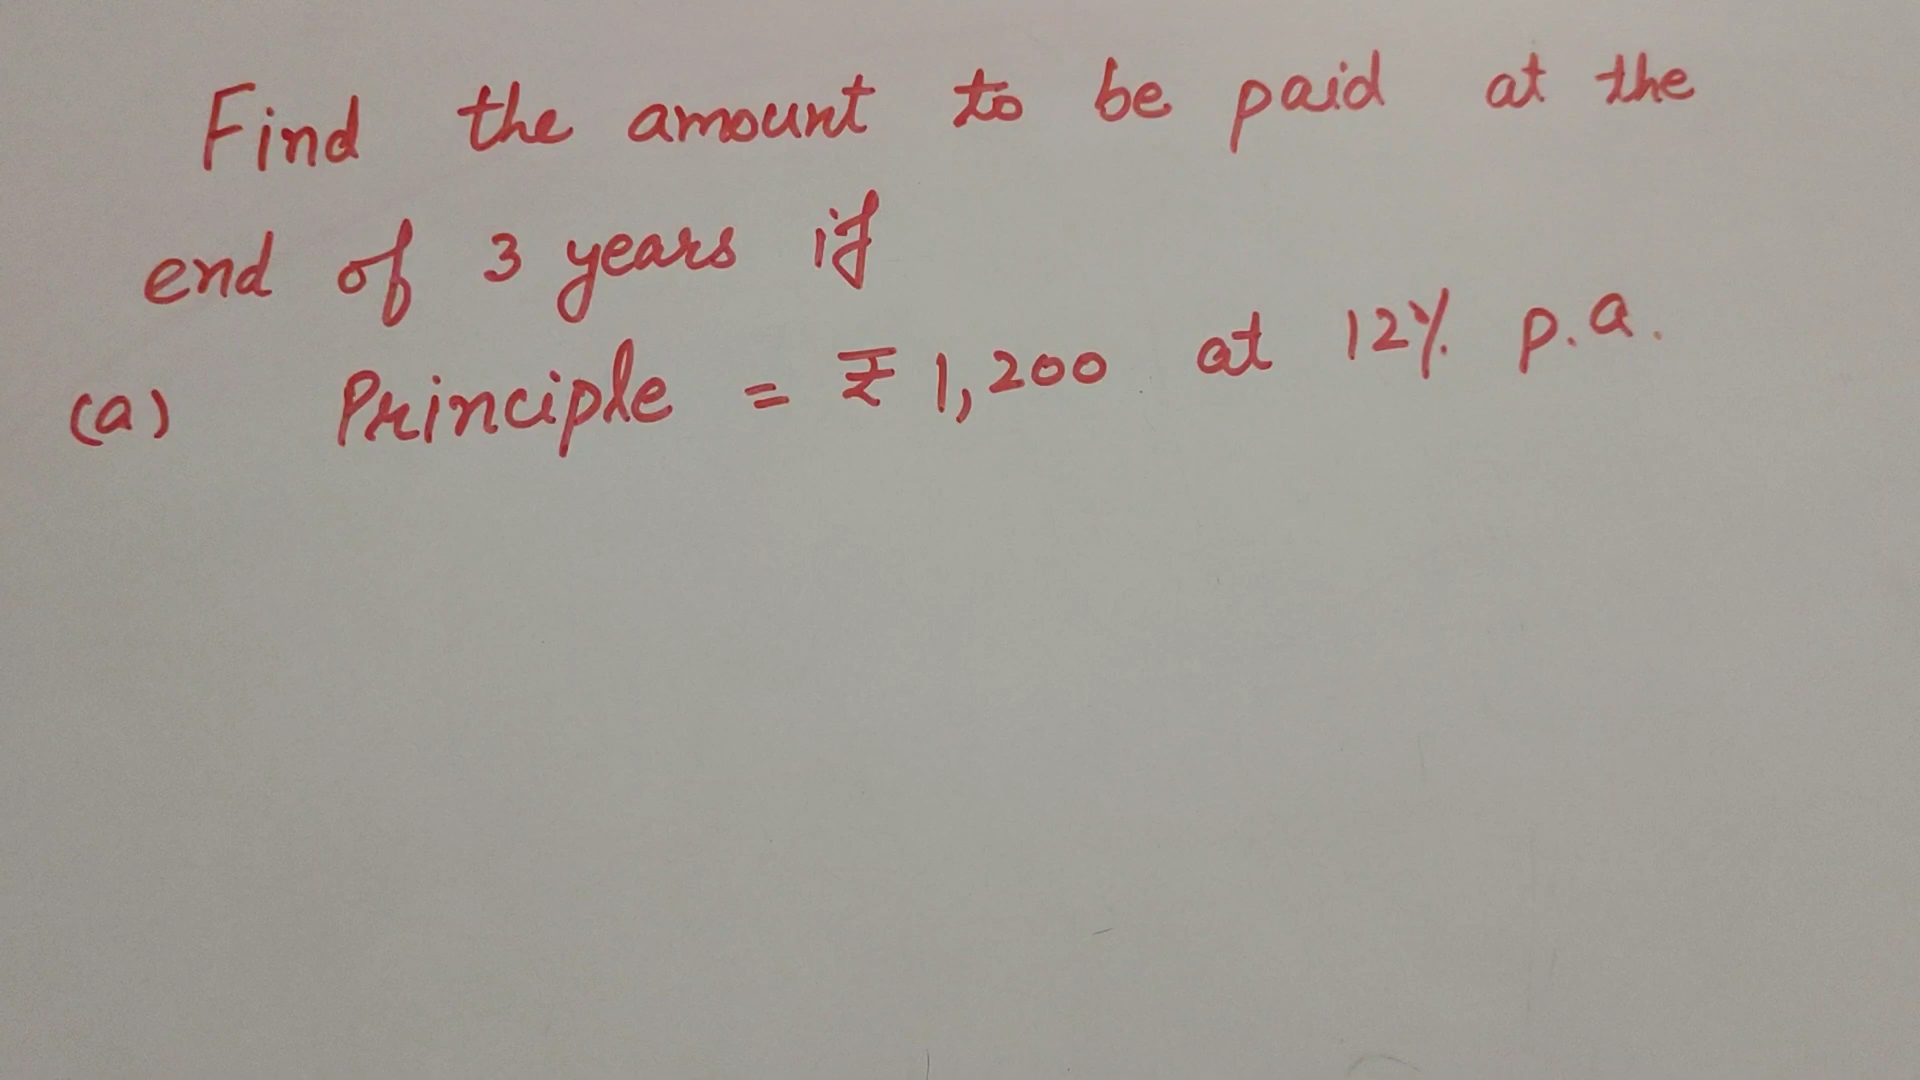 Find the amount to be paid at the
end of 3 years if
(a) Principle = ₹ 1,200 at 12% p.a.